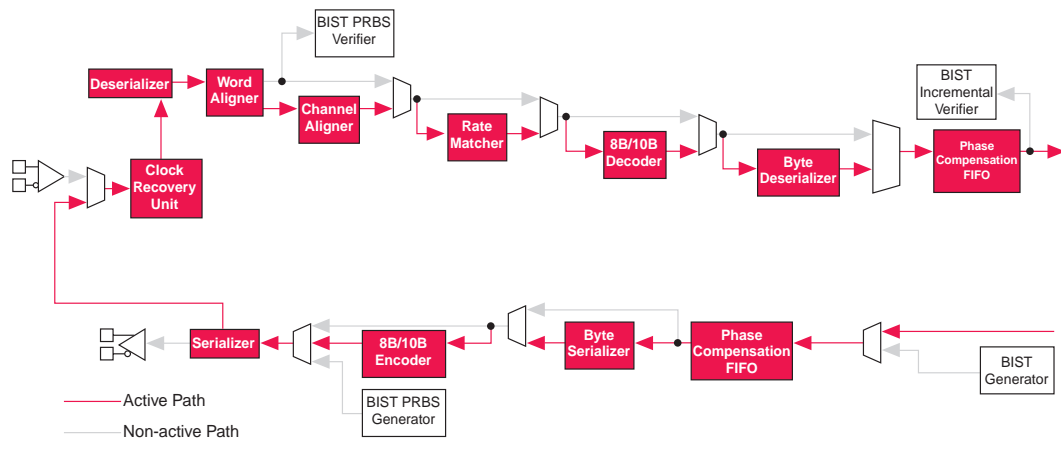 BIST PRBS
Verifier
Deserializer
Word
Aligner
Channel
Aligner
Rate
Matcher
8B/10B
Decoder
Byte
Deserializer
BIST
Incremental
Verifier
Phase
Compensation
FIFO
Clock
Recovery
Unit
Serializer
8B/10B
Encoder
Byte
Serializer
Phase
Compensation
FIFO
BIST
Generator
BIST PRBS
Generator
Active Path
Non-active Path